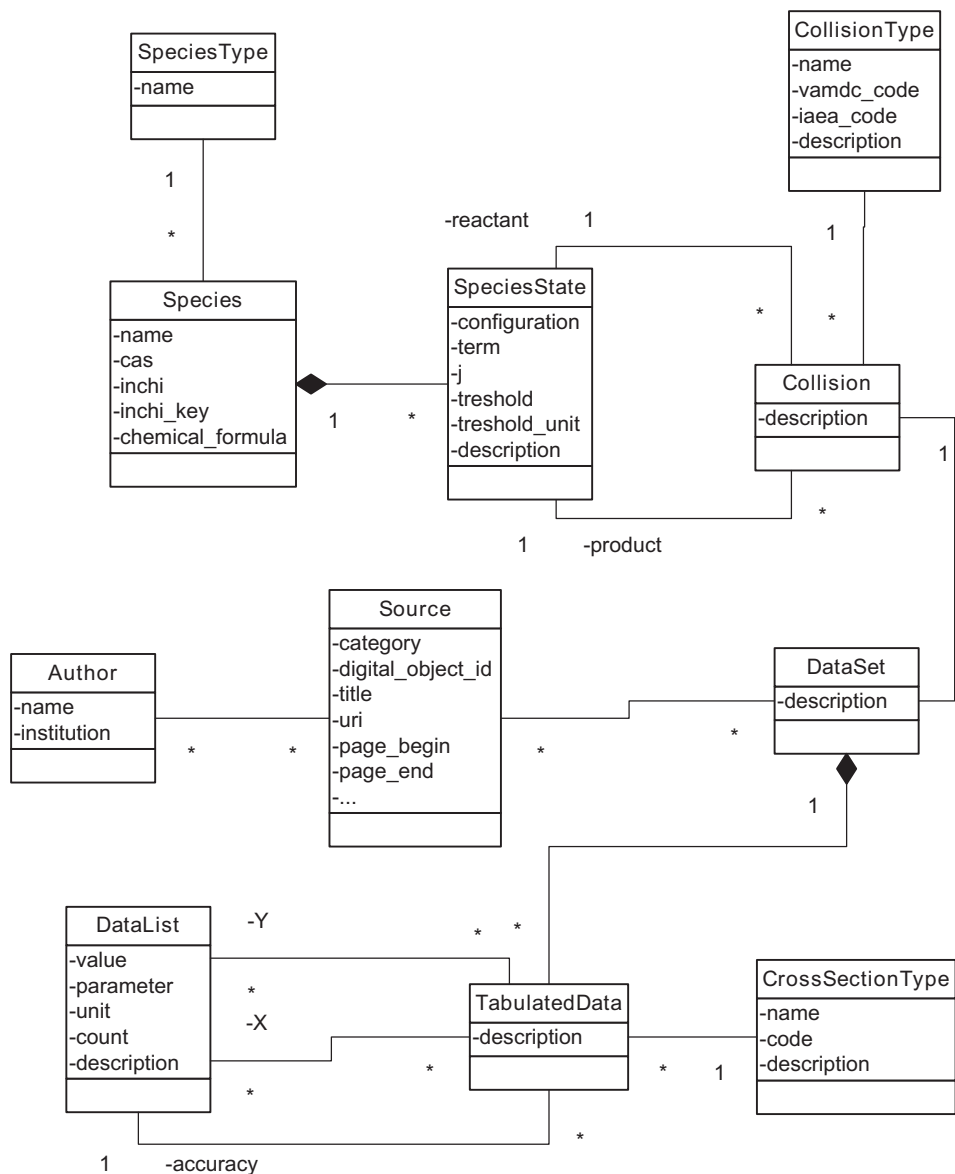 SpeciesType
-name
1
*
CollisionType
-name
-vamdc_code
-iaea_code
-description
1
*
-reactant 1
*
Species
-name
-cas
-inchi
-inchi_key
-chemical_formula
1 *
SpeciesState
-configuration
-term
-j
-treshold
-treshold_unit
-description
Collision
-description
1
*
1 -product
Author
-name
-institution
* *
Source
-category
-digital_object_id
-title
-uri
-page_begin
-page_end
-...
* *
DataSet
-description
1
*
DataList
-value
-parameter
-unit
-count
-description
-Y *
*
-X
* *
1 -accuracy *
TabulatedData
-description
* 1
CrossSectionType
-name
-code
-description